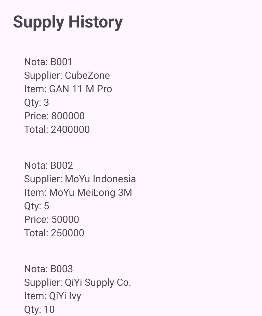 Supply History
Nota: B001
Supplier: CubeZone
Item: GAN 11 M Pro
Qty: 3
Price: 800000
Total: 2400000
Nota: B002
Supplier: MoYu Indonesia
Item: MoYu MeiLong 3M
Qty: 5
Price: 50000
Total: 250000
Nota: B003
Supplier: QiYi Supply Co.
Item: QiYi Ivy
Qty: 10